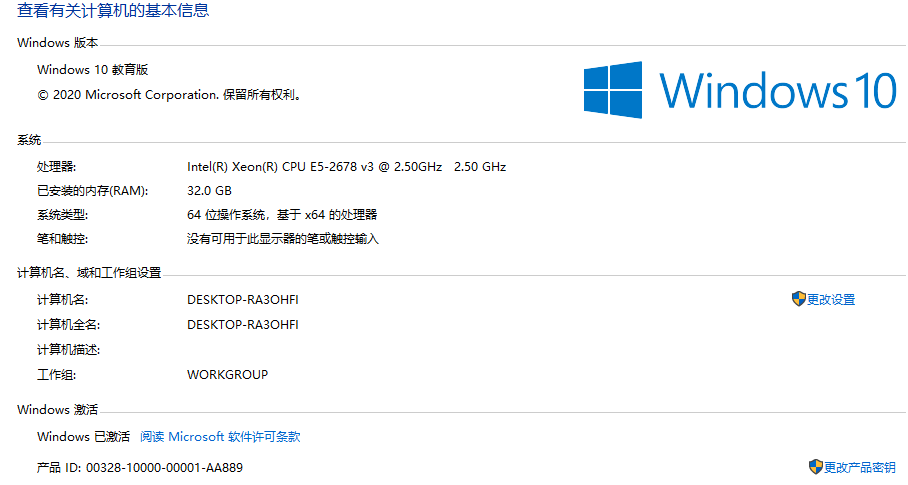 查看有关计算机的基本信息
Windows 版本
Windows 10 教育版
© 2020 Microsoft Corporation. 保留所有权利。
Windows 10
系统
处理器: Intel(R) Xeon(R) CPU E5-2678 v3 @ 2.50GHz 2.50 GHz
已安装的内存(RAM): 32.0 GB
系统类型: 64 位操作系统，基于 x64 的处理器
笔和触控: 没有可用于此显示器的笔或触控输入
计算机名、域和工作组设置
计算机名: DESKTOP-RA3OHFI 更改设置
计算机全名: DESKTOP-RA3OHFI
计算机描述:
工作组: WORKGROUP
Windows 激活
Windows 已激活 阅读 Microsoft 软件许可条款
产品 ID: 00328-10000-00001-AA889 更改产品密钥